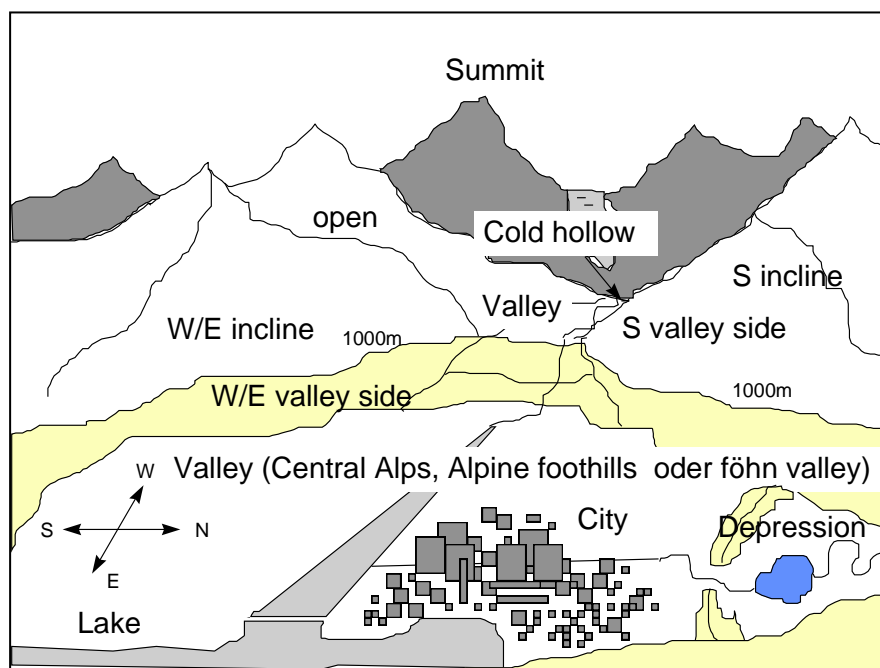 Summit
open
Cold hollow
S incline
Valley
W/E incline
1000m
S valley side
W/E valley side
1000m
Valley (Central Alps, Alpine foothills oder föhn valley)
W
City
S
N
Depression
E
Lake